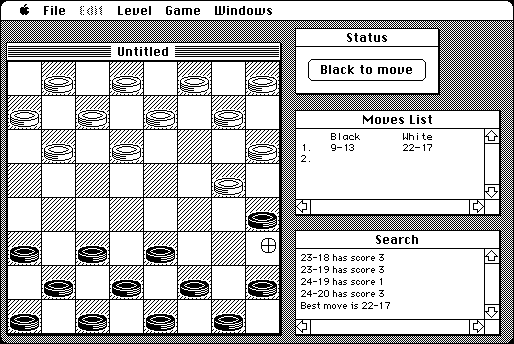 File Edit Level Game Windows
Untitled
Status
Black to move
Moves List
Black White
1. 9-13 22-17
2.
Search
23-18 has score 3
23-19 has score 3
24-19 has score 1
24-20 has score 3
Best move is 22-17